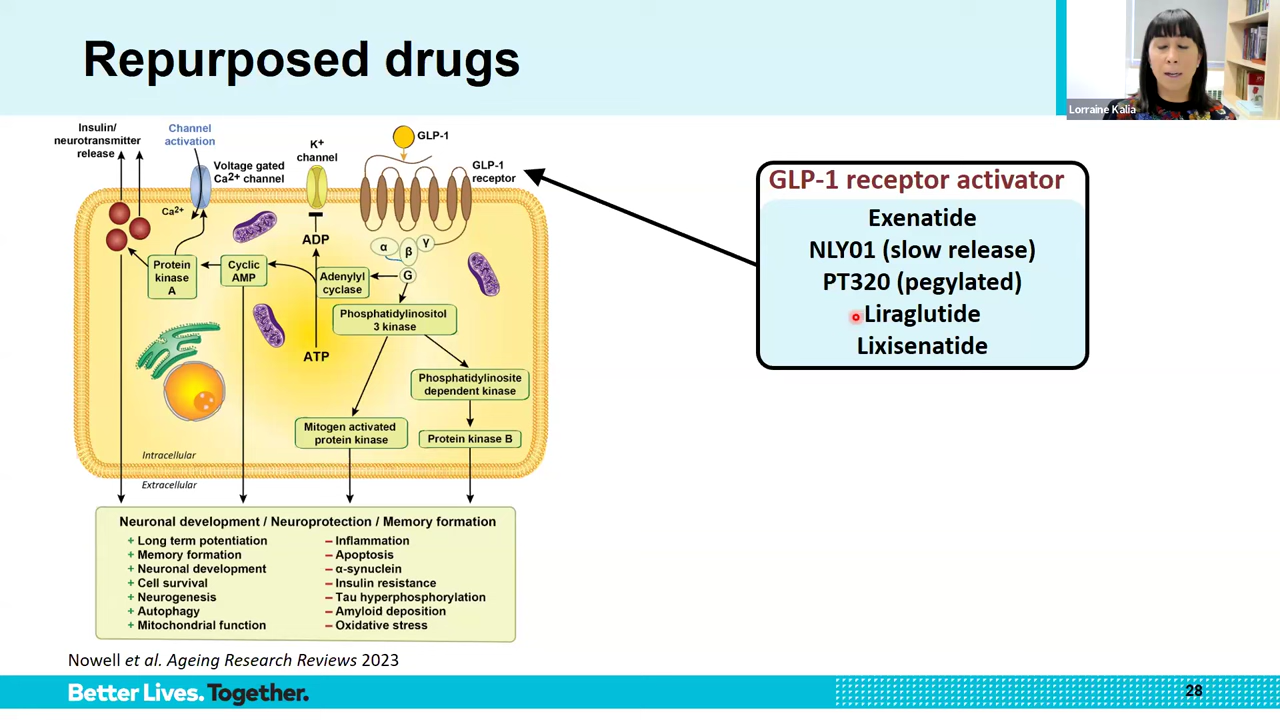 Repurposed drugs
Lorraine Kalia
Insulin/
neurotransmitter
release
Channel
activation
Voltage gated
Ca2+ channel
K+
channel
GLP-1
GLP-1
receptor
Ca2+
ADP
α
β
γ
G
Protein
kinase
A
Cyclic
AMP
Adenylyl
cyclase
Phosphatidylinositol
3 kinase
ATP
Phosphatidylinosite
dependent kinase
Mitogen activated
protein kinase
Protein kinase B
Intracellular
Extracellular
Neuronal development / Neuroprotection / Memory formation
+ Long term potentiation
+ Memory formation
+ Neuronal development
+ Cell survival
+ Neurogenesis
+ Autophagy
+ Mitochondrial function
– Inflammation
– Apoptosis
– α-synuclein
– Insulin resistance
– Tau hyperphosphorylation
– Amyloid deposition
– Oxidative stress
GLP-1 receptor activator
Exenatide
NLY01 (slow release)
PT320 (pegylated)
Liraglutide
Lixisenatide
Nowell et al. Ageing Research Reviews 2023
Better Lives. Together.
28